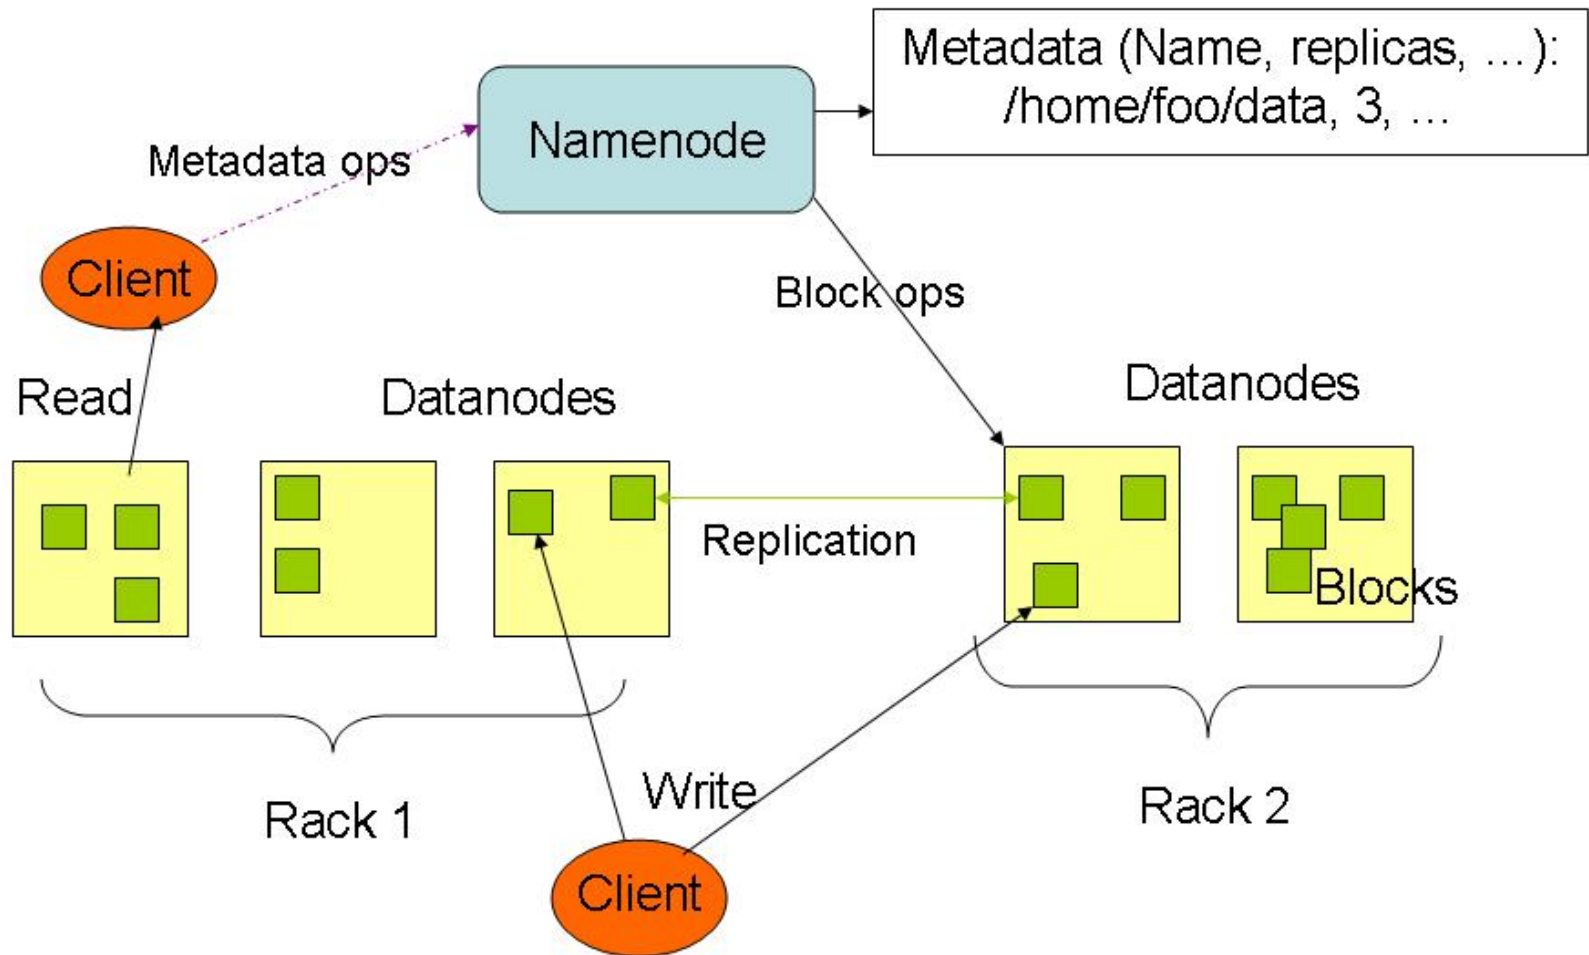 Metadata (Name, replicas, …):
/home/foo/data, 3, …
Namenode
Metadata ops
Client
Block ops
Read
Datanodes
Datanodes
Replication
Blocks
Rack 1
Write
Rack 2
Client